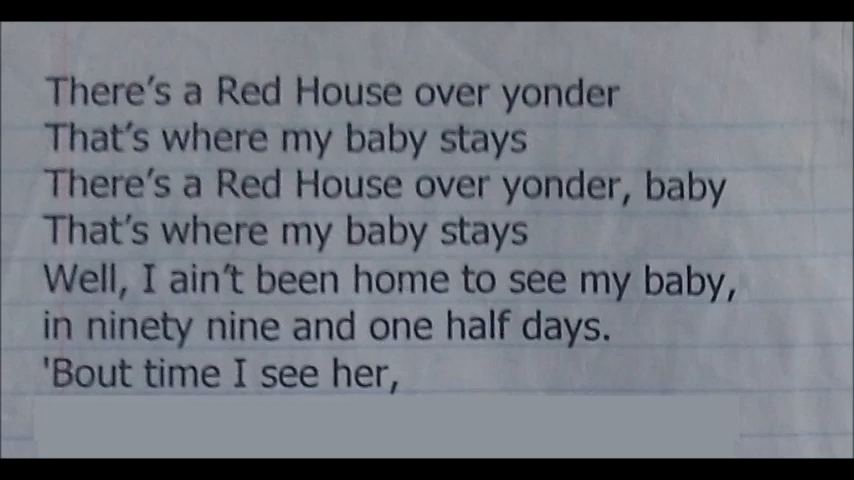 There's a Red House over yonder
That's where my baby stays
There's a Red House over yonder, baby
That's where my baby stays
Well, I ain't been home to see my baby,
in ninety nine and one half days.
'Bout time I see her,